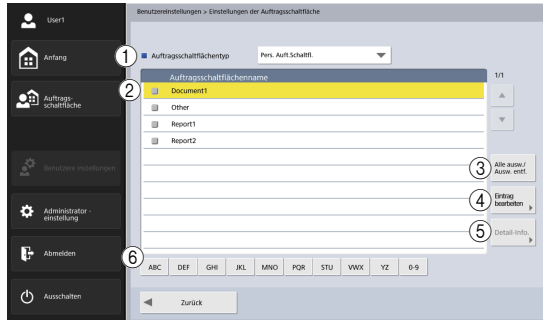 User1
Benutzereinstellungen > Einstellungen der Auftragsschaltfläche
Anfang
1
Auftragsschaltflächentyp
Pers. Auft.Schaltfl.
Auftragsschaltflächenname
1/1
2
Document1
Auftrags-
schaltfläche
Other
Report1
Report2
Benutzere instellungen
3
Alle ausw./
Ausw. entf.
4
Eintrag
bearbeiten
Administrator -
einstellung
5
Detail-Info.
Abmelden
6
ABC DEF GHI JKL MNO PQR STU VWX YZ 0-9
Ausschalten
Zurück